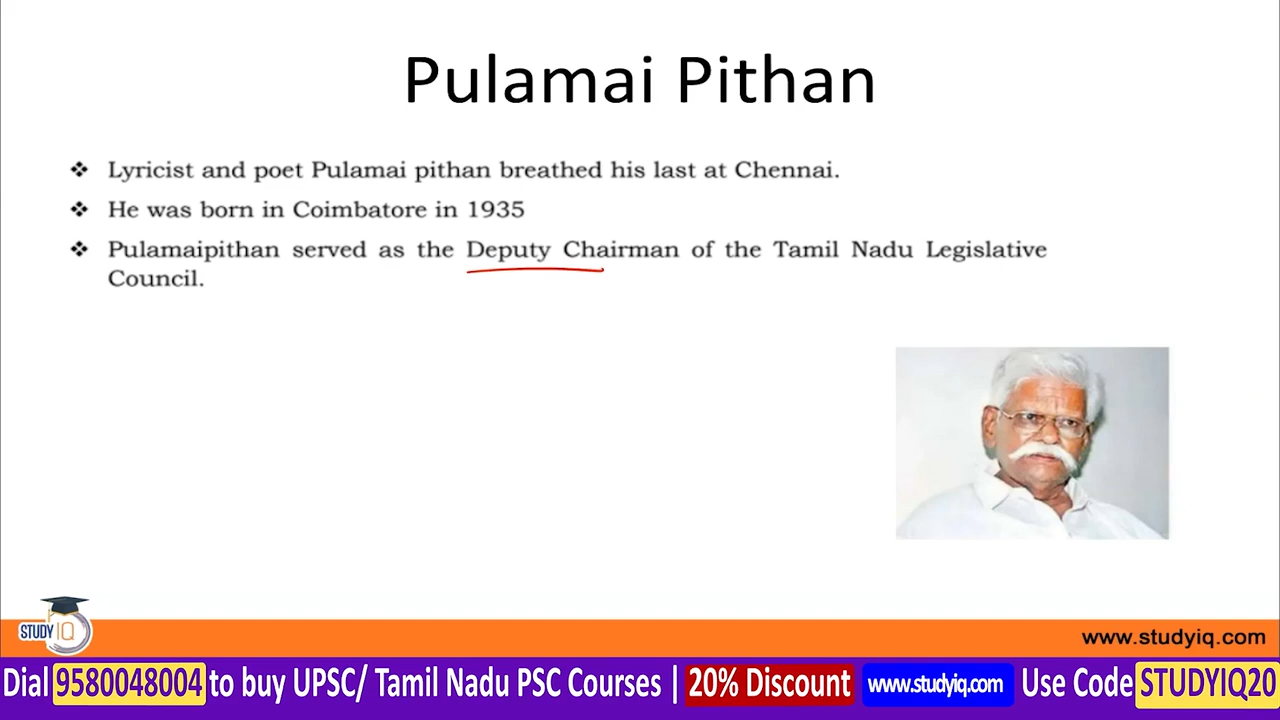 Pulamai Pithan
❖ Lyricist and poet Pulamai pithan breathed his last at Chennai.
❖ He was born in Coimbatore in 1935
❖ Pulamaipithan served as the Deputy Chairman of the Tamil Nadu Legislative
Council.
STUDY IQ
www.studyiq.com
Dial 9580048004 to buy UPSC/ Tamil Nadu PSC Courses | 20% Discount www.studyiq.com Use Code STUDYIQ20